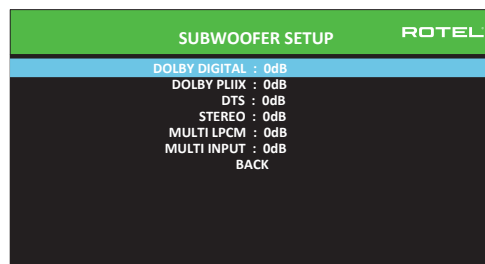 SUBWOOFER SETUP
ROTEL
DOLBY DIGITAL : 0dB
DOLBY PLIIX : 0dB
DTS : 0dB
STEREO : 0dB
MULTI LPCM : 0dB
MULTI INPUT : 0dB
BACK